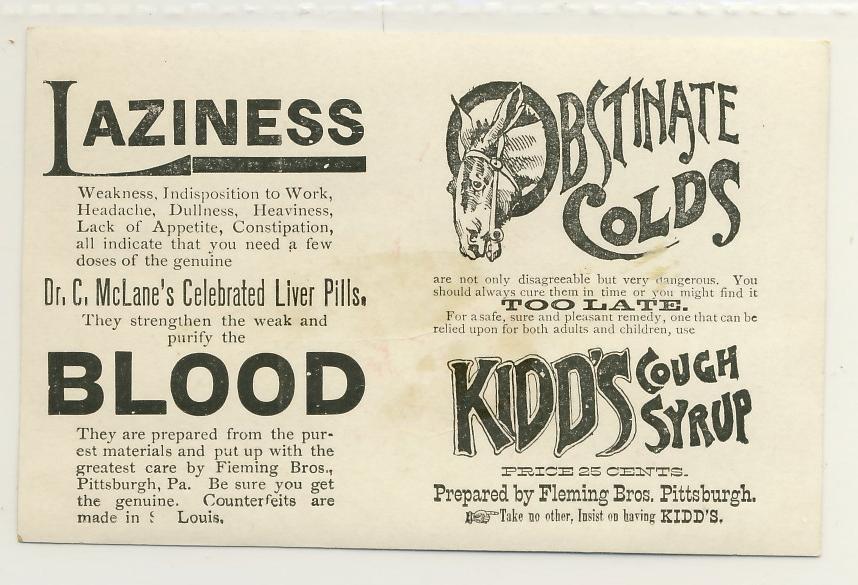 LAZINESS
Weakness, Indisposition to Work,
Headache, Dullness, Heaviness,
Lack of Appetite, Constipation,
all indicate that you need a few
doses of the genuine
Dr. C. McLane's Celebrated Liver Pills.
They strengthen the weak and
purify the
BLOOD
They are prepared from the pur-
est materials and put up with the
greatest care by Fleming Bros.,
Pittsburgh, Pa. Be sure you get
the genuine. Counterfeits are
made in Louis.
OBSTINATE
COLDS
are not only disagreeable but very dangerous. You
should always cure them in time or you might find it
TOO LATE.
For a safe, sure and pleasant remedy, one that can be
relied upon for both adults and children, use
KIDD'S COUGH
SYRUP
PRICE 25 CENTS.
Prepared by Fleming Bros. Pittsburgh.
Take no other, Insist on having KIDD'S.